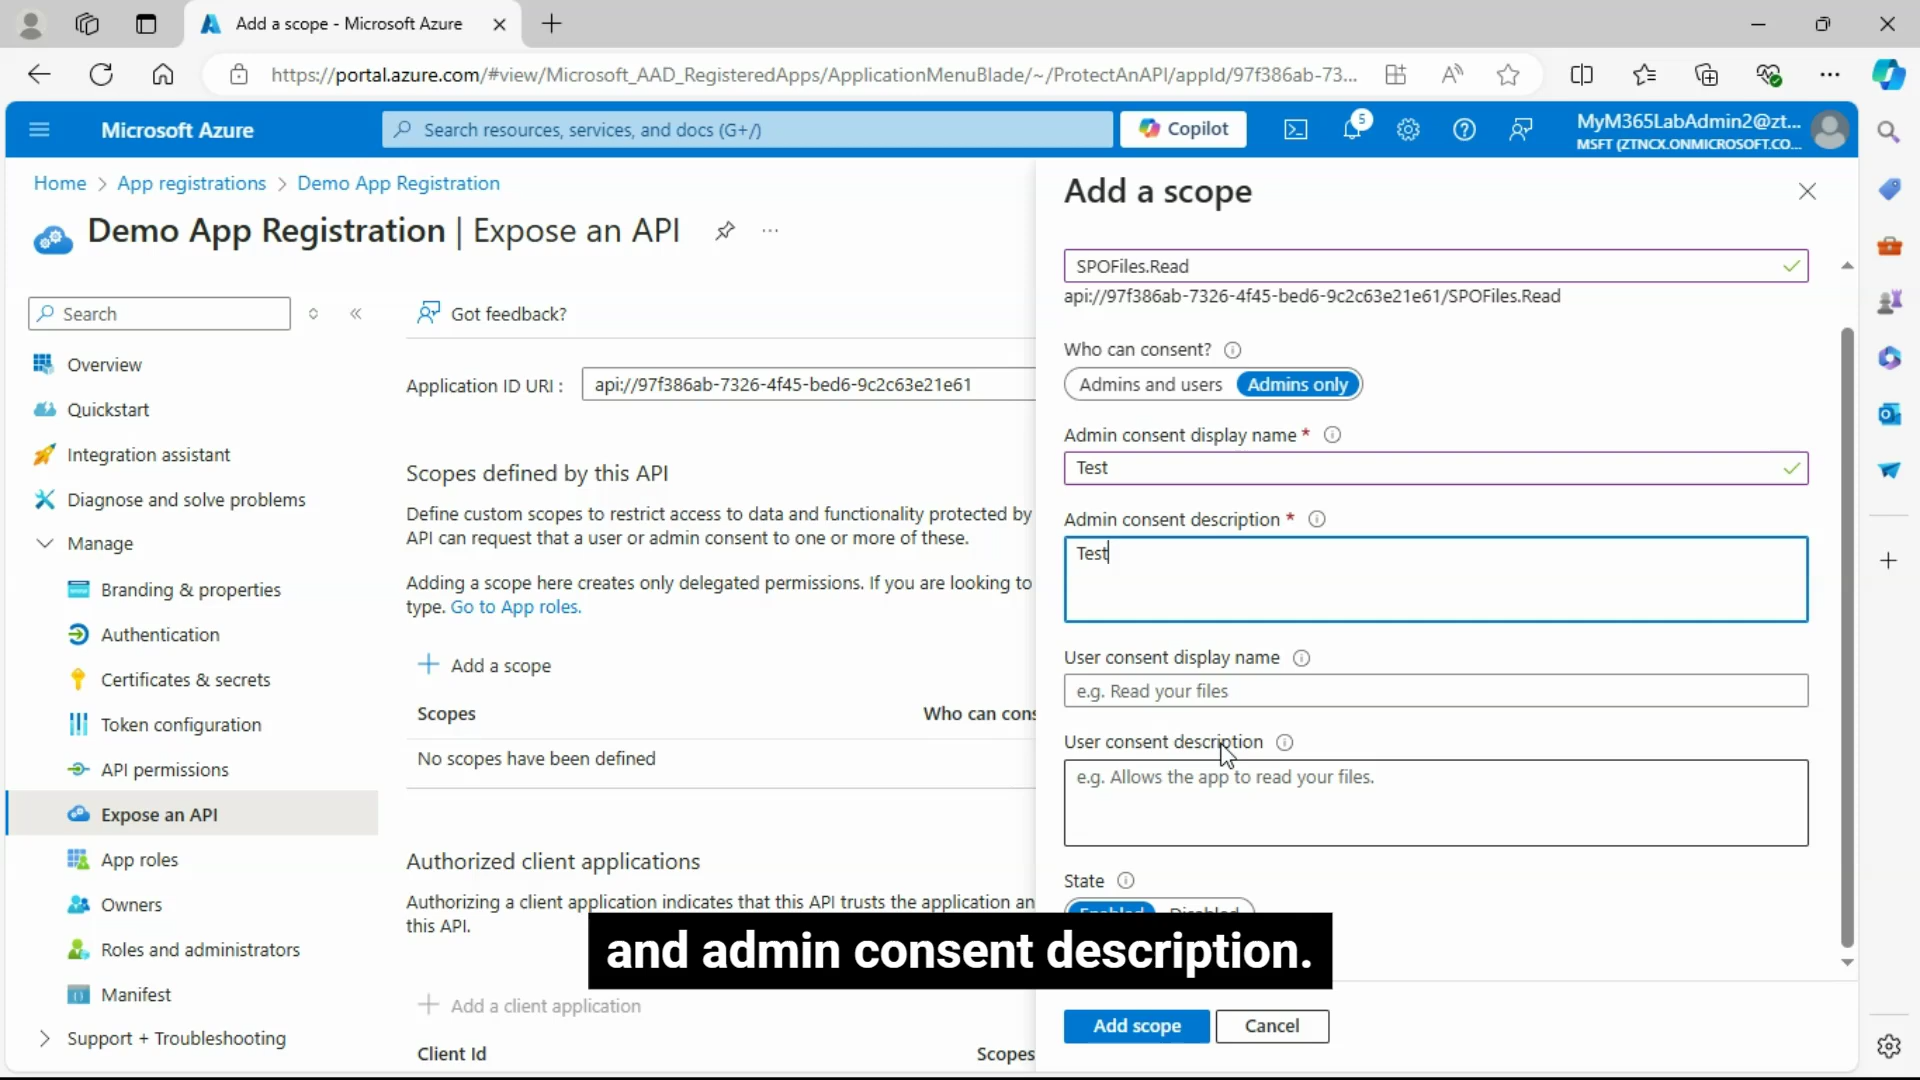 Add a scope - Microsoft Azure
https://portal.azure.com/#view/Microsoft_AAD_RegisteredApps/ApplicationMenuBlade/~/ProtectAnAPI/appId/97f386ab-73...
Microsoft Azure
Search resources, services, and docs (G+/)
Copilot
5
MyM365LabAdmin2@zt...
MSFT (ZTNCX.ONMICROSOFT.CO...
Home > App registrations > Demo App Registration
Demo App Registration | Expose an API
...
Search
Overview
Quickstart
Integration assistant
Diagnose and solve problems
Manage
Branding & properties
Authentication
Certificates & secrets
Token configuration
API permissions
Expose an API
App roles
Owners
Roles and administrators
Manifest
Support + Troubleshooting
Got feedback?
Application ID URI :
api://97f386ab-7326-4f45-bed6-9c2c63e21e61
Scopes defined by this API
Define custom scopes to restrict access to data and functionality protected by
API can request that a user or admin consent to one or more of these.
Adding a scope here creates only delegated permissions. If you are looking to
type. Go to App roles.
Add a scope
Scopes
Who can cons
No scopes have been defined
Authorized client applications
Authorizing a client application indicates that this API trusts the application an
this API.
Add a client application
Client Id
Scopes
Add a scope
SPOFiles.Read
api://97f386ab-7326-4f45-bed6-9c2c63e21e61/SPOFiles.Read
Who can consent?
Admins and users
Admins only
Admin consent display name *
Test
Admin consent description *
Test
User consent display name
e.g. Read your files
User consent description
e.g. Allows the app to read your files.
State
Enabled
Disabled
and admin consent description.
Add scope
Cancel